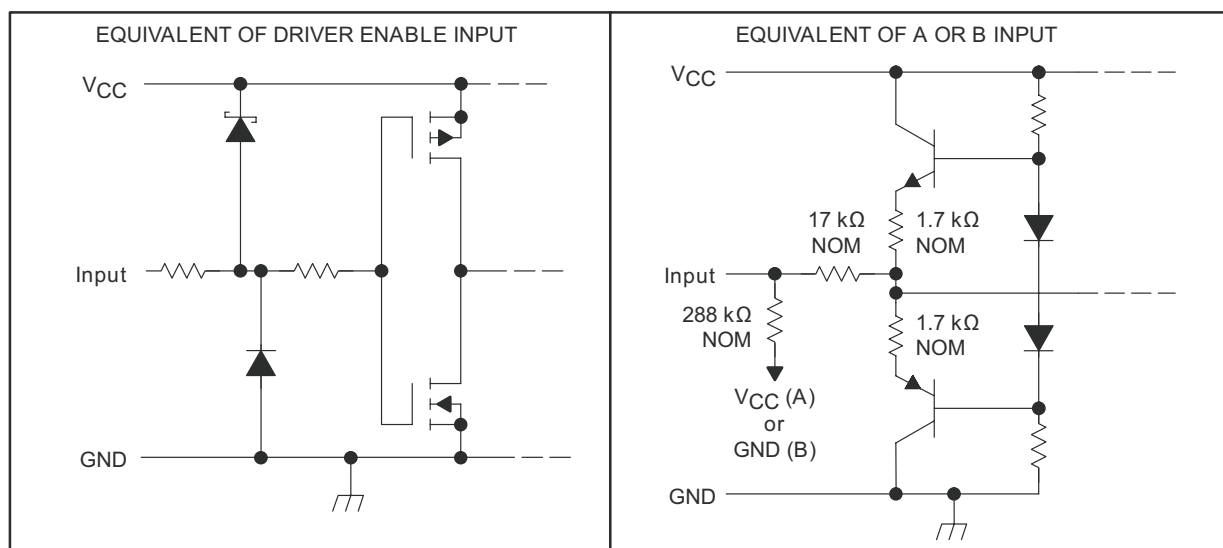 EQUIVALENT OF DRIVER ENABLE INPUT
VCC
Input
GND
EQUIVALENT OF A OR B INPUT
VCC
17 kΩ
NOM
1.7 kΩ
NOM
Input
288 kΩ
NOM
1.7 kΩ
NOM
VCC (A)
or
GND (B)
GND